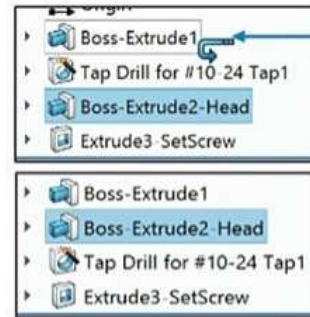 Origin
Boss-Extrude1
Tap Drill for #10-24 Tap1
Boss-Extrude2-Head
Extrude3-SetScrew
Boss-Extrude1
Boss-Extrude2-Head
Tap Drill for #10-24 Tap1
Extrude3-SetScrew